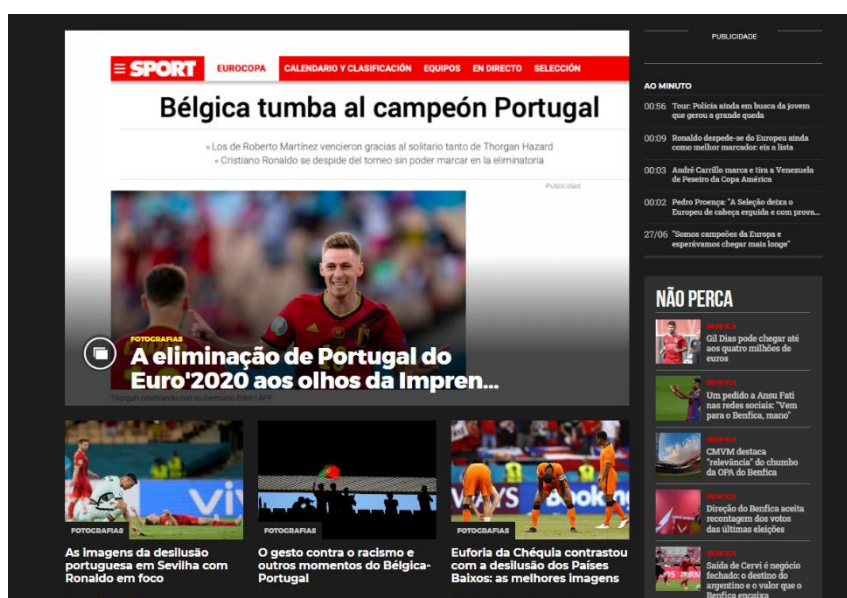 PUBLICIDADE
SPORT
EUROCOPA CALENDARIO Y CLASIFICACIÓN EQUIPOS EN DIRECTO SELECCIÓN
Bélgica tumba al campeón Portugal
Los de Roberto Martínez vencieron gracias al solitario tanto de Thorgan Hazard
Cristiano Ronaldo se despide del torneo sin poder marcar en la eliminatoria
Publicidad
FOTOGRAFIAS
A eliminação de Portugal do
Euro'2020 aos olhos da Impren...
Thorgan celebrando con su hermano Eden / AFP
FOTOGRAFIAS
As imagens da desilusão
portuguesa em Sevilha com
Ronaldo em foco
FOTOGRAFIAS
O gesto contra o racismo e
outros momentos do Bélgica-
Portugal
FOTOGRAFIAS
Euforia da Chéquia contrastou
com a desilusão dos Países
Baixos: as melhores imagens
AO MINUTO
00:56 Tour: Polícia ainda em busca da jovem
que gerou a grande queda
00:09 Ronaldo despede-se do Europeu ainda
como melhor marcador: eis a lista
00:03 André Carrillo marca e tira a Venezuela
de Peseiro da Copa América
00:02 Pedro Proença: "A Seleção deixa o
Europeu de cabeça erguida e com prova...
27/06 "Somos campeões da Europa e
esperávamos chegar mais longe"
NÃO PERCA
BENFICA
Gil Dias pode chegar até
aos quatro milhões de
euros
BENFICA
Um pedido a Ansu Fati
nas redes sociais: "Vem
para o Benfica, mano"
BENFICA
CMVM destaca
"relevância" do chumbo
da OPA do Benfica
BENFICA
Direção do Benfica aceita
recontagem dos votos
das últimas eleições
BENFICA
Saída de Cervi é negócio
fechado: o destino do
argentino e o valor que o
Benfica encaixa